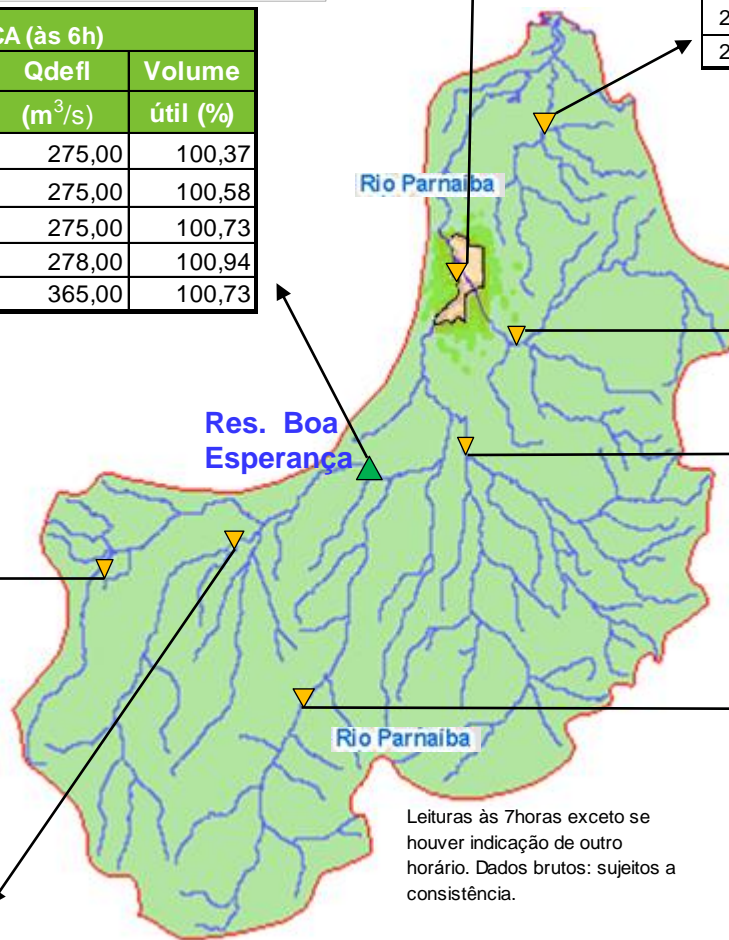 CA (às 6h)
Qdefl Volume
(m³/s) útil (%)
275,00 100,37
275,00 100,58
275,00 100,73
278,00 100,94
365,00 100,73
2
2
Rio Parnaíba
Res. Boa
Esperança
Rio Parnaíba
Leituras às 7horas exceto se
houver indicação de outro
horário. Dados brutos: sujeitos a
consistência.